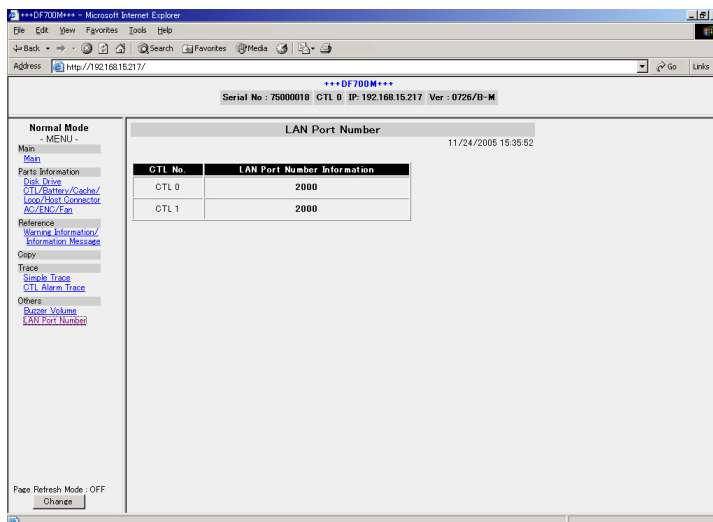 +++DF700M+++ - Microsoft Internet Explorer
File Edit View Favorites Tools Help
Back Search Favorites Media
Address http://192.168.15.217/ Go Links
+++DF700M+++
Serial No : 75000018 CTL 0 IP: 192.168.15.217 Ver : 0726/B-M
Normal Mode
- MENU -
Main
Main
Parts Information
Disk Drive
CTL/Battery/Cache/
Loop/Host Connector
AC/ENC/Fan
Reference
Warning Information/
Information Message
Copy
Trace
Simple Trace
CTL Alarm Trace
Others
Buzzer Volume
LAN Port Number
Page Refresh Mode : OFF
Change
LAN Port Number
11/24/2005 15:35:52
CTL No. LAN Port Number Information
CTL 0 2000
CTL 1 2000